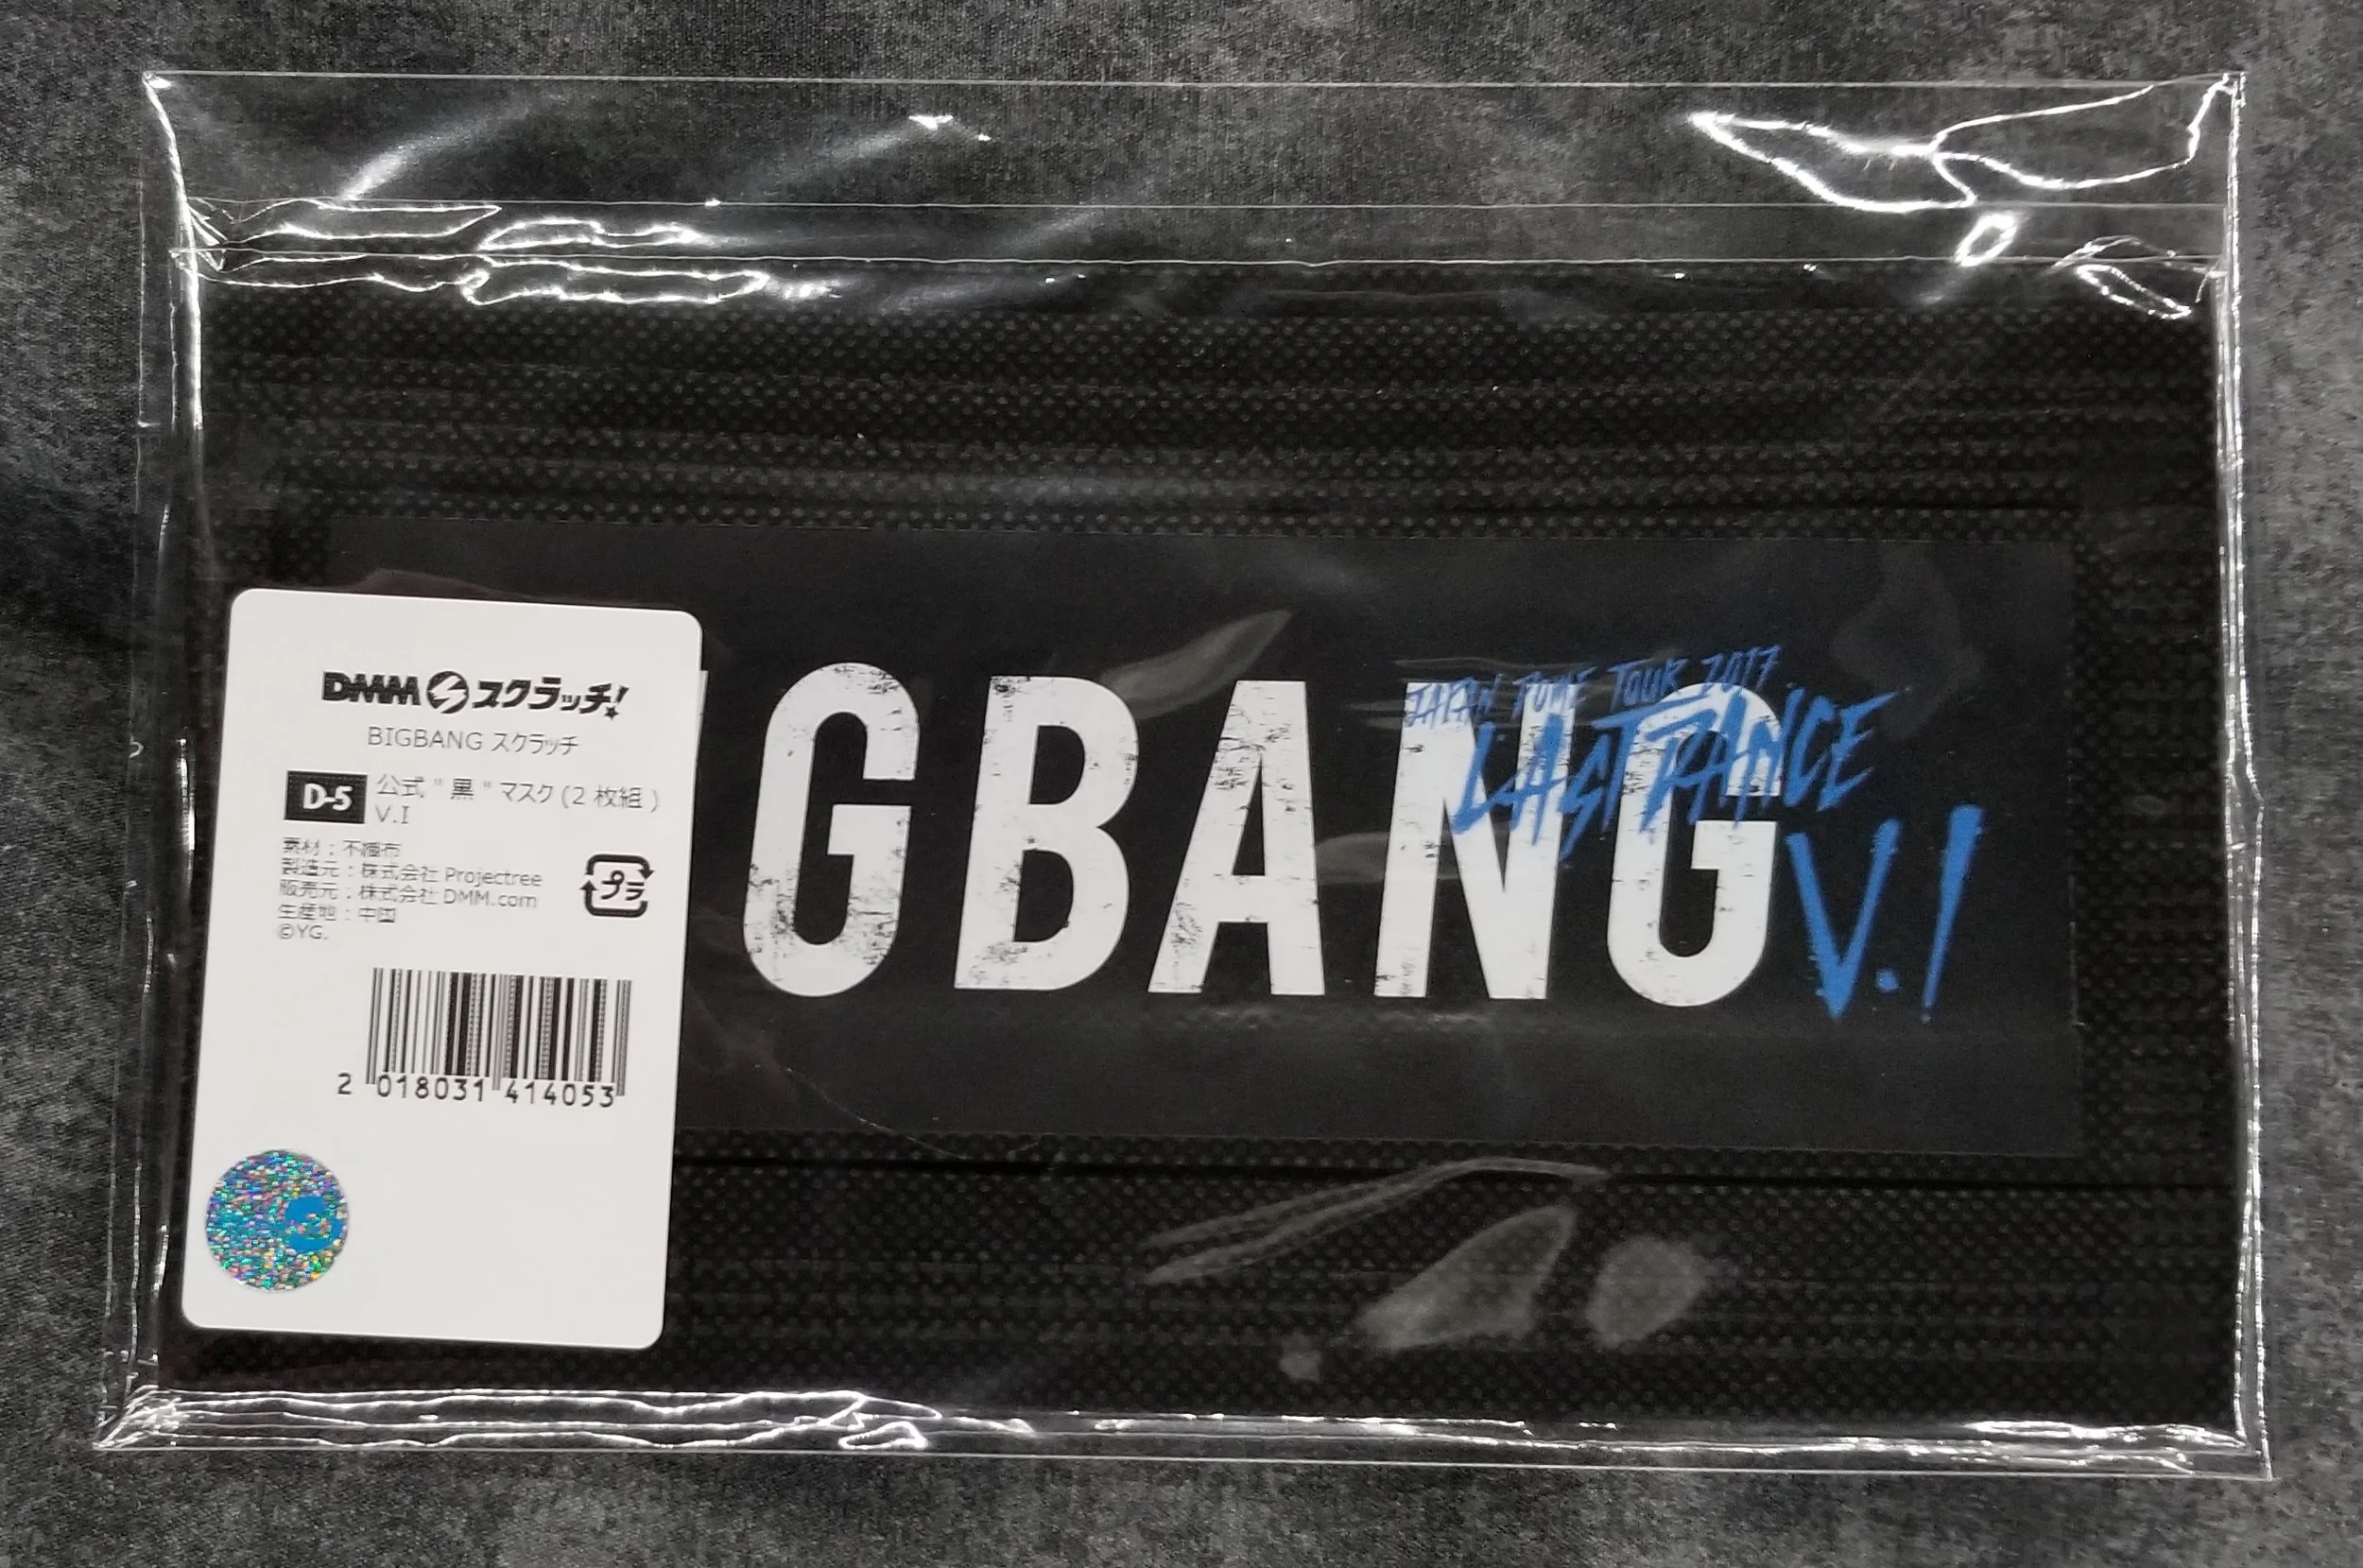 DMM スクラッチ!
BIGBANG スクラッチ
D-5 公式"黒"マスク(2 枚組)
V.I
素材:不織布
製造元:株式会社 Projectree
販売元:株式会社 DMM.com
生産地:中国
©YG.
プラ
2 018031 414053
GBANG
JAPAN DOME TOUR 2017
LAST DANCE
V.I